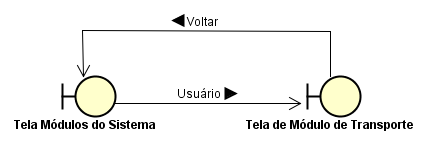 Voltar
Usuário
Tela Módulos do Sistema
Tela de Módulo de Transporte